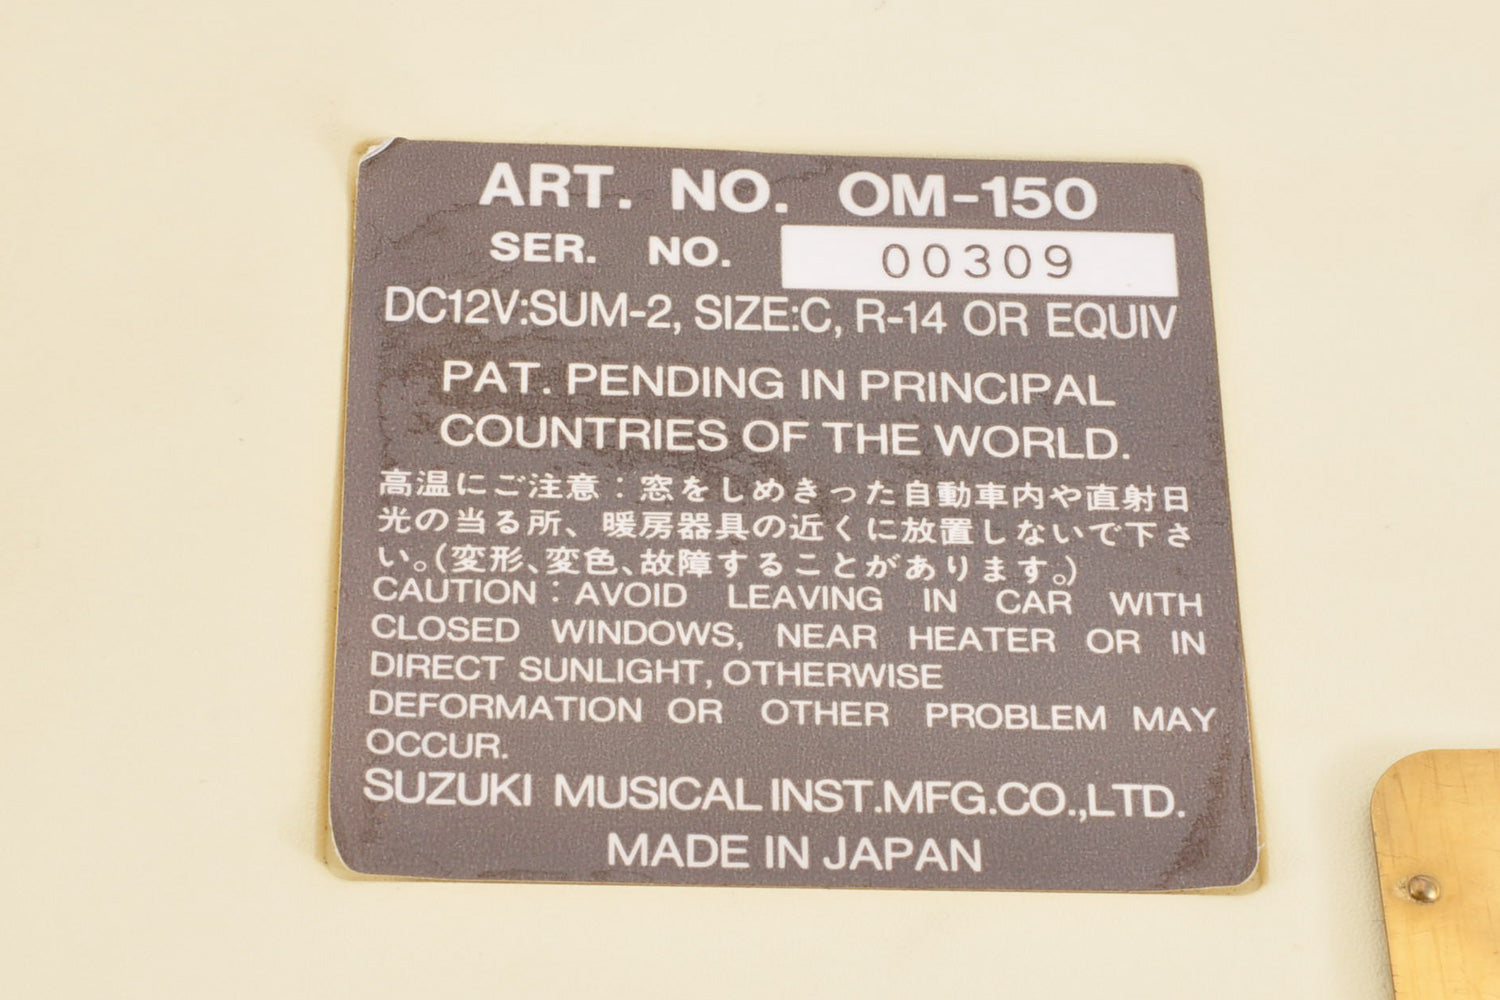 ART. NO. OM-150
SER. NO. 00309
DC12V:SUM-2, SIZE:C, R-14 OR EQUIV
PAT. PENDING IN PRINCIPAL
COUNTRIES OF THE WORLD.
高温にご注意：窓をしめきった自動車内や直射日
光の当る所、暖房器具の近くに放置しないで下さ
い。(変形、変色、故障することがあります。)
CAUTION : AVOID LEAVING IN CAR WITH
CLOSED WINDOWS, NEAR HEATER OR IN
DIRECT SUNLIGHT, OTHERWISE
DEFORMATION OR OTHER PROBLEM MAY
OCCUR.
SUZUKI MUSICAL INST.MFG.CO.,LTD.
MADE IN JAPAN